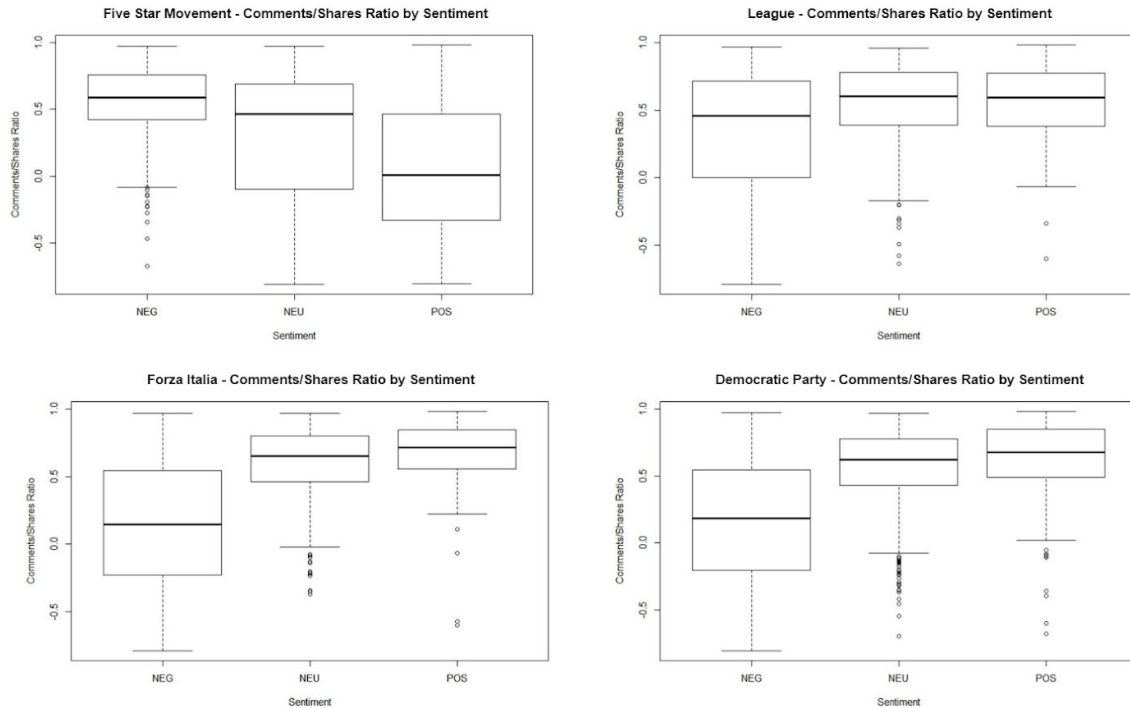 Five Star Movement - Comments/Shares Ratio by Sentiment
Comments/Shares Ratio
1.0
0.5
0.0
-0.5
NEG NEU POS
Sentiment
League - Comments/Shares Ratio by Sentiment
Comments/Shares Ratio
1.0
0.5
0.0
-0.5
NEG NEU POS
Sentiment
Forza Italia - Comments/Shares Ratio by Sentiment
Comments/Shares Ratio
1.0
0.5
0.0
-0.5
NEG NEU POS
Sentiment
Democratic Party - Comments/Shares Ratio by Sentiment
Comments/Shares Ratio
1.0
0.5
0.0
-0.5
NEG NEU POS
Sentiment